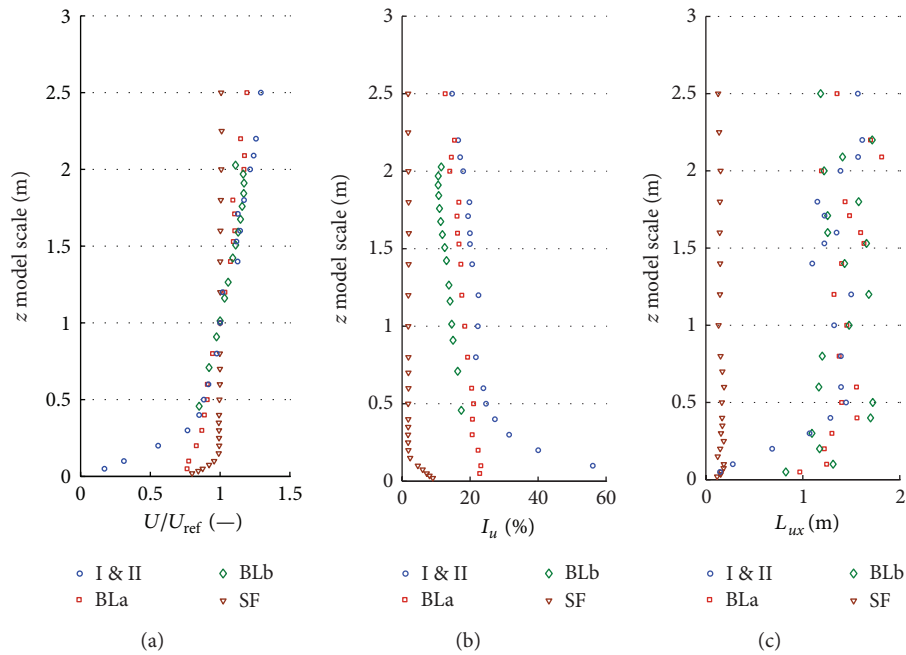 3
2.5
2
1.5
1
0.5
0
z model scale (m)
0 0.5 1 1.5
U/U_ref (—)
I & II BLb
BLa SF
(a)
3
2.5
2
1.5
1
0.5
0
z model scale (m)
0 20 40 60
I_u (%)
I & II BLb
BLa SF
(b)
3
2.5
2
1.5
1
0.5
0
z model scale (m)
0 1 2
L_ux (m)
I & II BLb
BLa SF
(c)